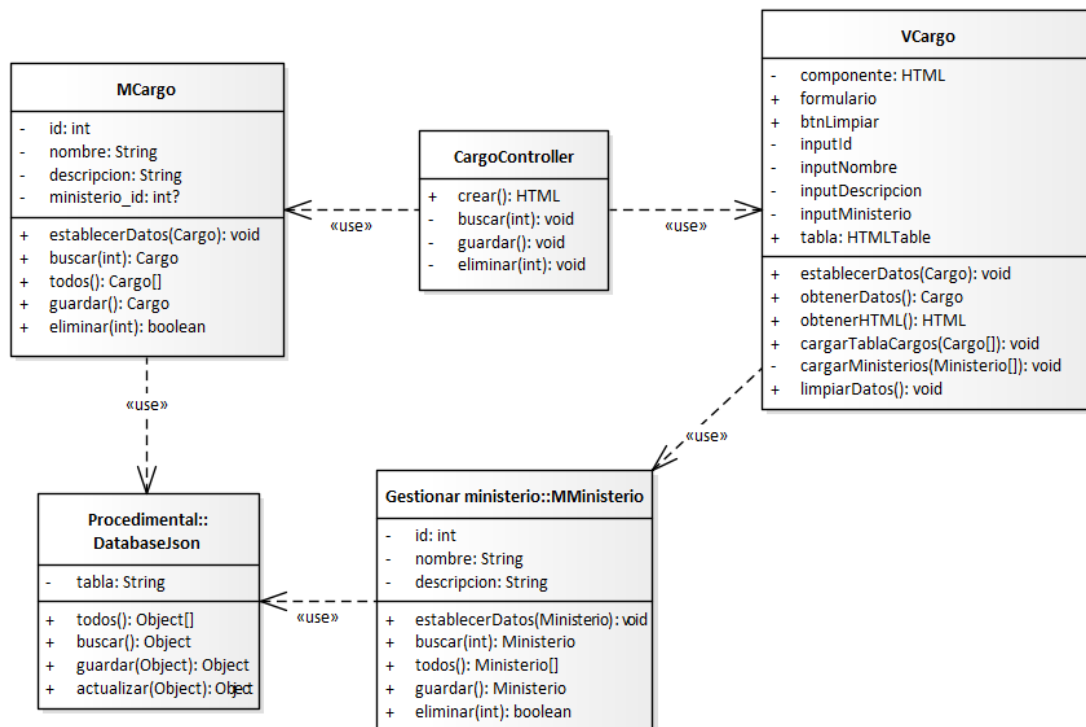 MCargo
- id: int
- nombre: String
- descripcion: String
- ministerio_id: int?
+ establecerDatos(Cargo): void
+ buscar(int): Cargo
+ todos(): Cargo[]
+ guardar(): Cargo
+ eliminar(int): boolean
«use»
CargoController
+ crear(): HTML
- buscar(int): void
- guardar(): void
- eliminar(int): void
«use»
VCargo
- componente: HTML
+ formulario
+ btnLimpiar
- inputId
- inputNombre
- inputDescripcion
- inputMinisterio
+ tabla: HTMLTable
+ establecerDatos(Cargo): void
+ obtenerDatos(): Cargo
+ obtenerHTML(): HTML
+ cargarTablaCargos(Cargo[]): void
- cargarMinisterios(Ministerio[]): void
+ limpiarDatos(): void
«use»
«use»
Procedimental::
DatabaseJson
- tabla: String
+ todos(): Object[]
+ buscar(): Object
+ guardar(Object): Object
+ actualizar(Object): Object
«use»
Gestionar ministerio::MMinisterio
- id: int
- nombre: String
- descripcion: String
+ establecerDatos(Ministerio): void
+ buscar(int): Ministerio
+ todos(): Ministerio[]
+ guardar(): Ministerio
+ eliminar(int): boolean